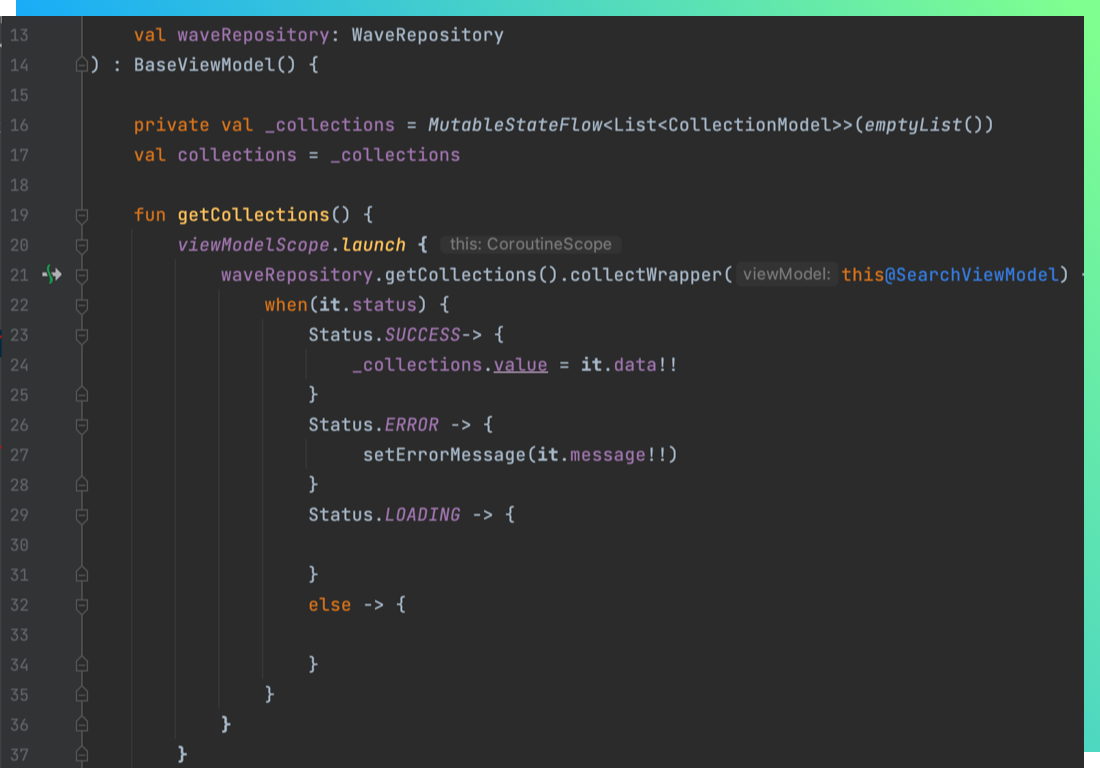 13 val waveRepository: WaveRepository
14 ) : BaseViewModel() {
15
16 private val _collections = MutableStateFlow<List<CollectionModel>>(emptyList())
17 val collections = _collections
18
19 fun getCollections() {
20 viewModelScope.launch { this: CoroutineScope
21 waveRepository.getCollections().collectWrapper( viewModel: this@SearchViewModel)
22 when(it.status) {
23 Status.SUCCESS-> {
24 _collections.value = it.data!!
25 }
26 Status.ERROR -> {
27 setErrorMessage(it.message!!)
28 }
29 Status.LOADING -> {
30
31 }
32 else -> {
33
34 }
35 }
36 }
37 }